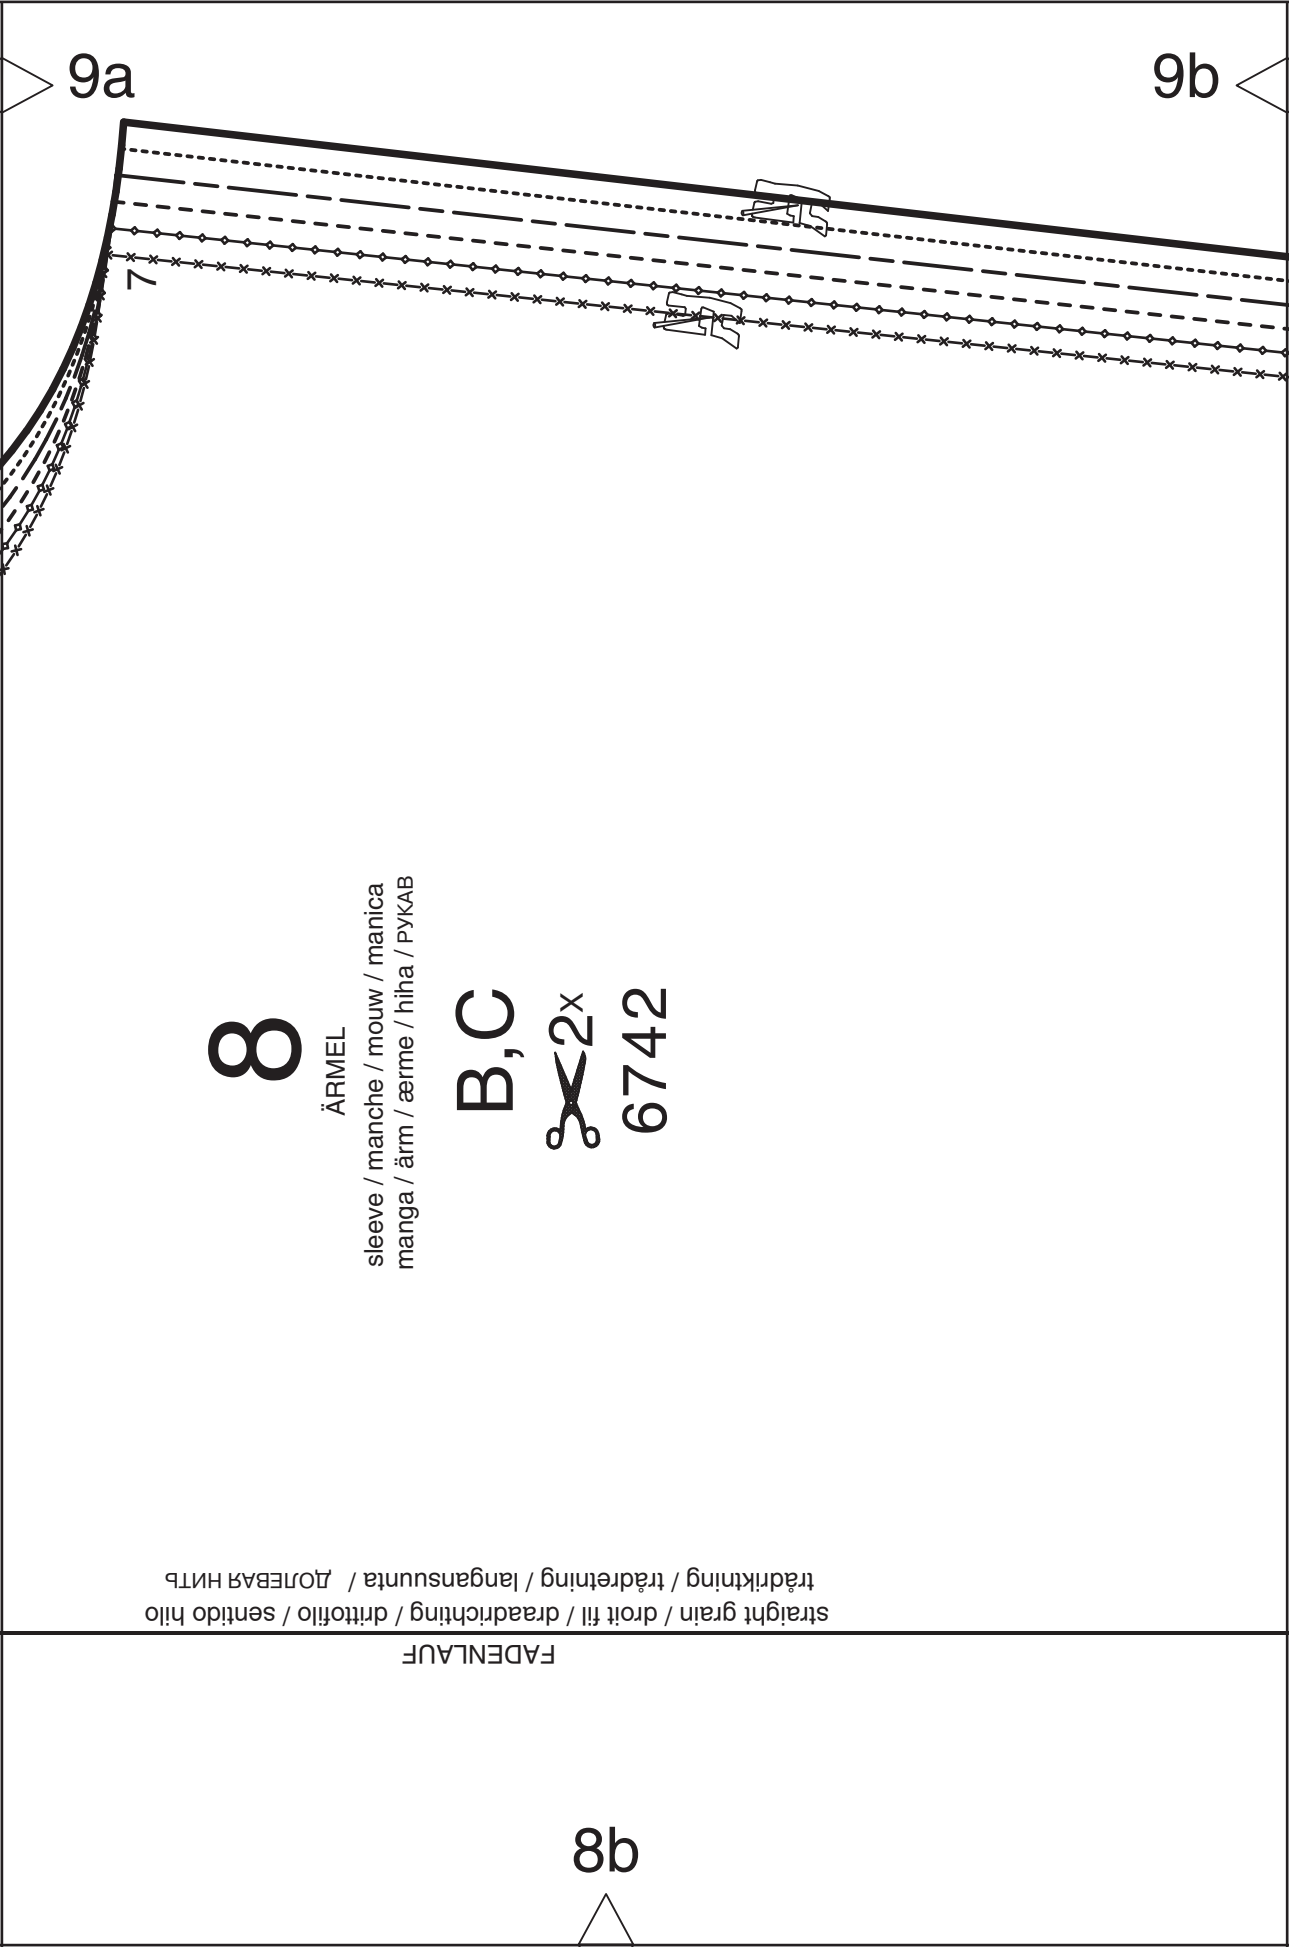 9a
9b
7
8
ÄRMEL
sleeve / manche / mouw / manica
manga / ärm / ærme / hiha / РУКАВ
B,C
2x
6742
FADENLAUF
straight grain / droit fil / draadrichting / drittofilo / sentido hilo
trådriktning / trådretning / langansuunta / ДОЛЕВАЯ НИТЬ
8b